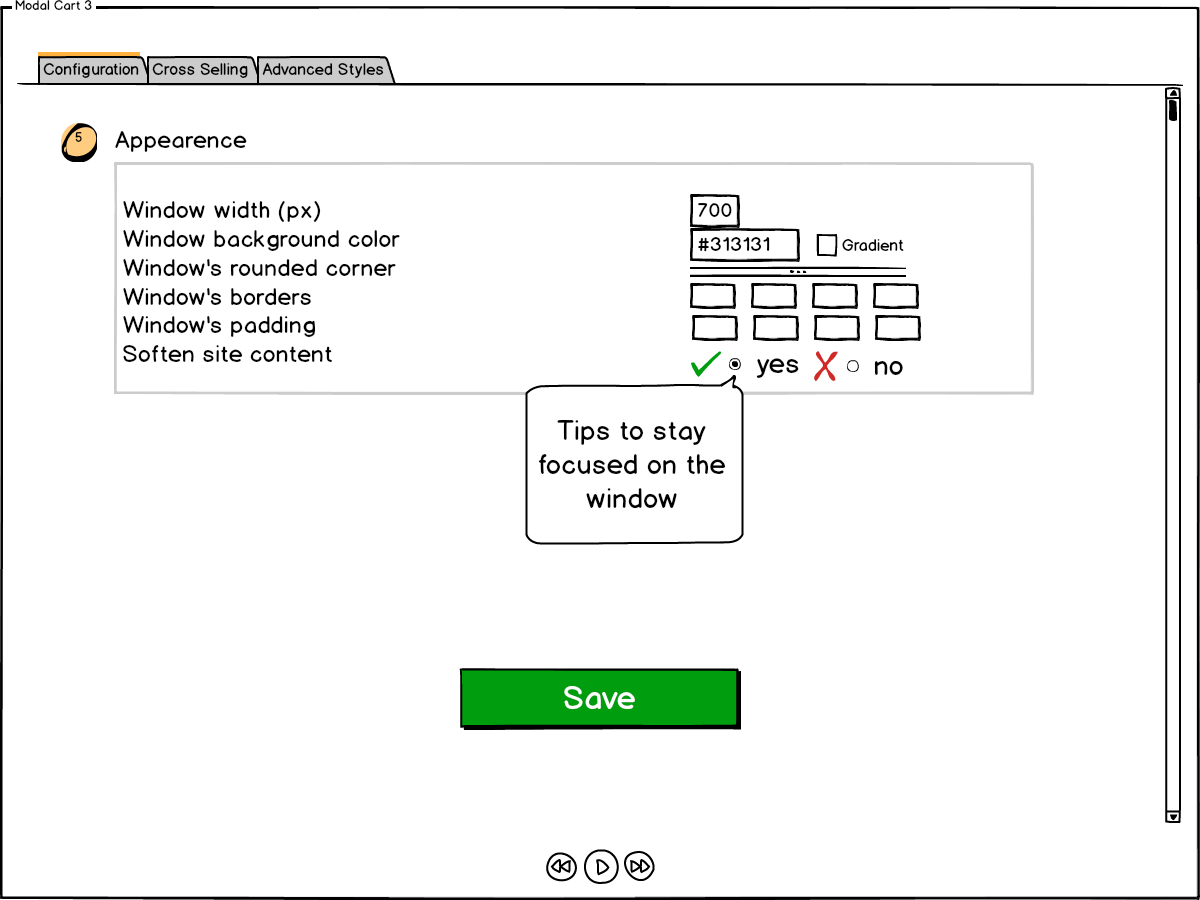 Modal Cart 3
Configuration Cross Selling Advanced Styles
5 Appearence
Window width (px) 700
Window background color #313131 Gradient
Window's rounded corner
Window's borders
Window's padding
Soften site content yes no
Tips to stay
focused on the
window
Save